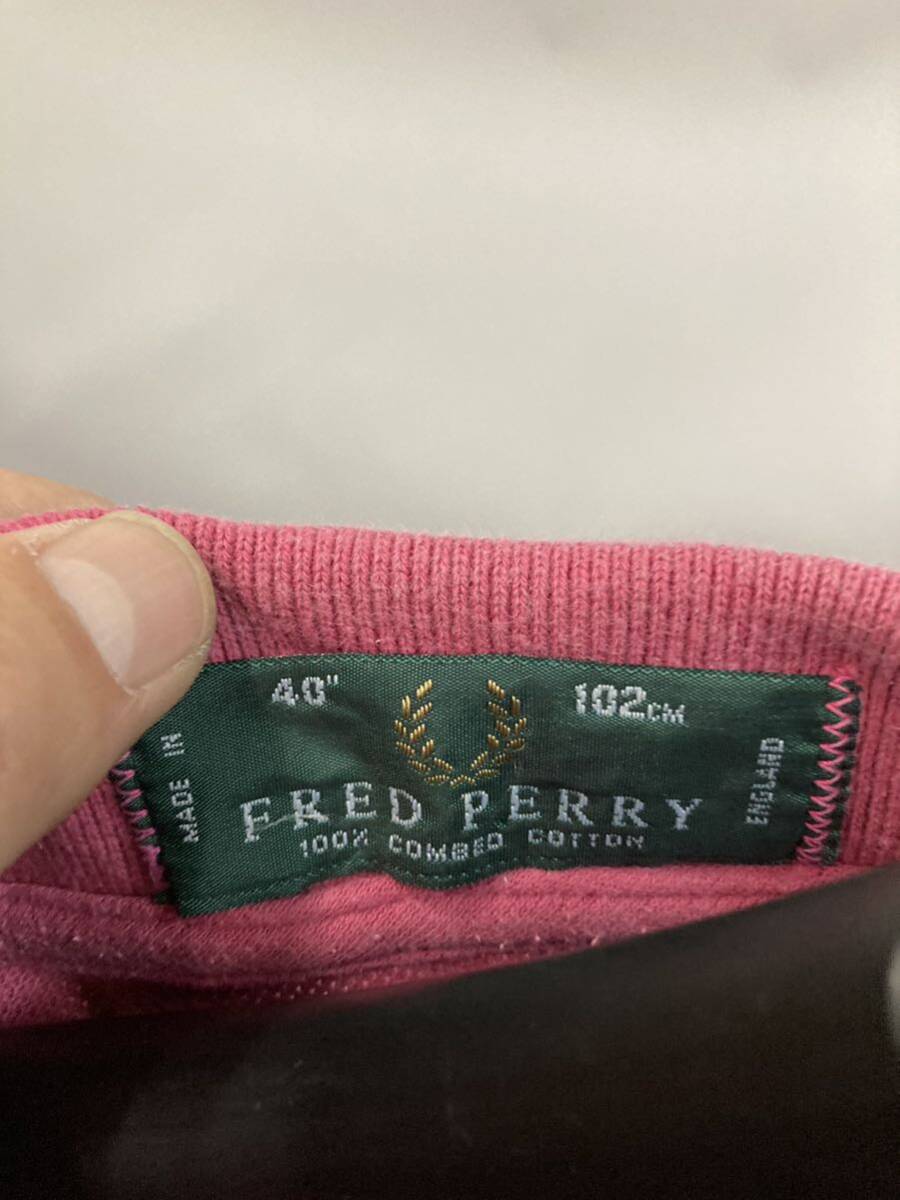 40" 102CM
MADE IN
FRED PERRY
100% COMBED COTTON
ENGLAND